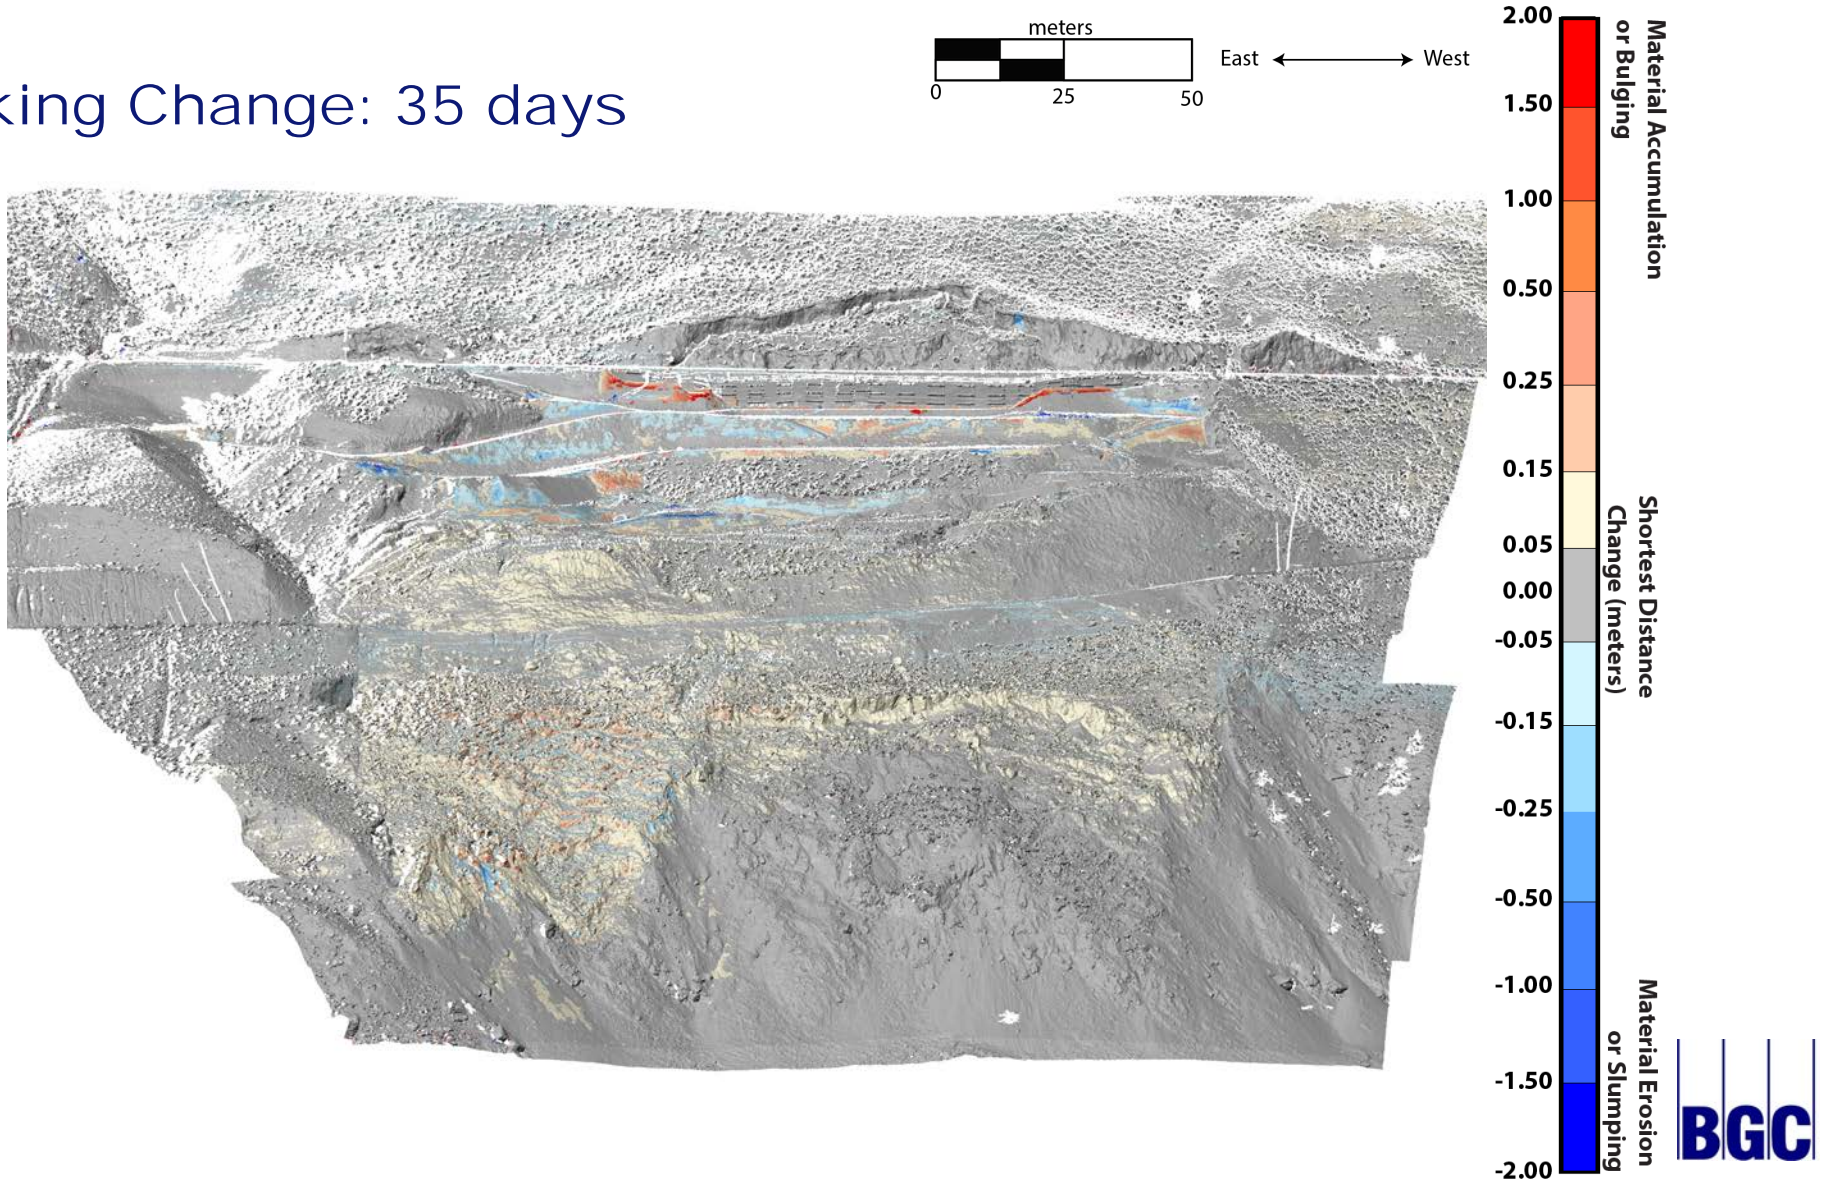 king Change: 35 days
meters
0 25 50
East West
2.00
1.50
1.00
0.50
0.25
0.15
0.05
0.00
-0.05
-0.15
-0.25
-0.50
-1.00
-1.50
-2.00
Material Accumulation
or Bulging
Shortest Distance
Change (meters)
Material Erosion
or Slumping
BGC